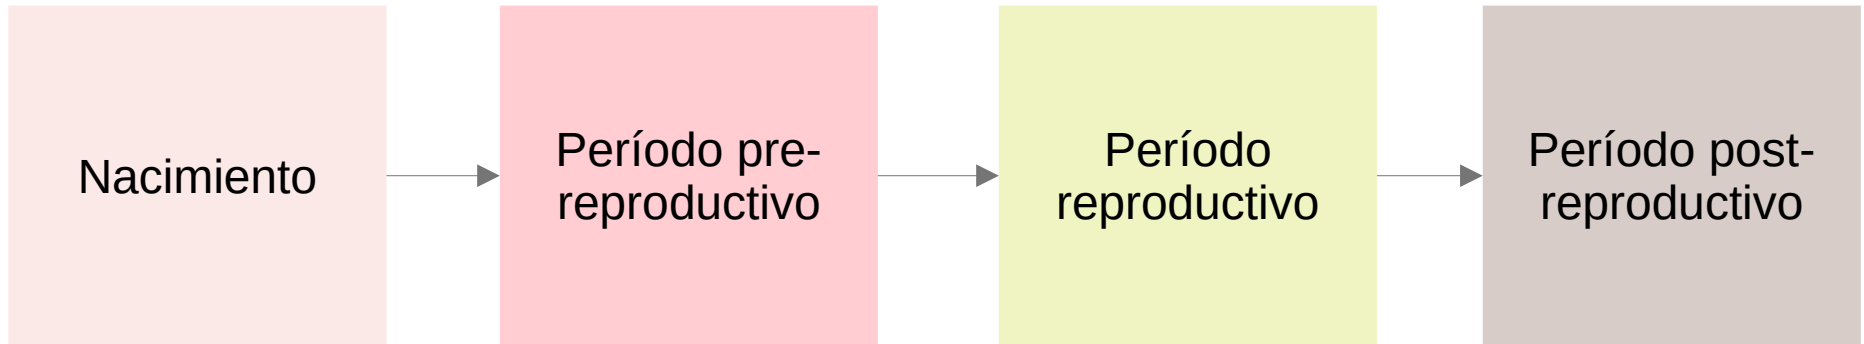 Nacimiento
Período pre-
reproductivo
Período
reproductivo
Período post-
reproductivo